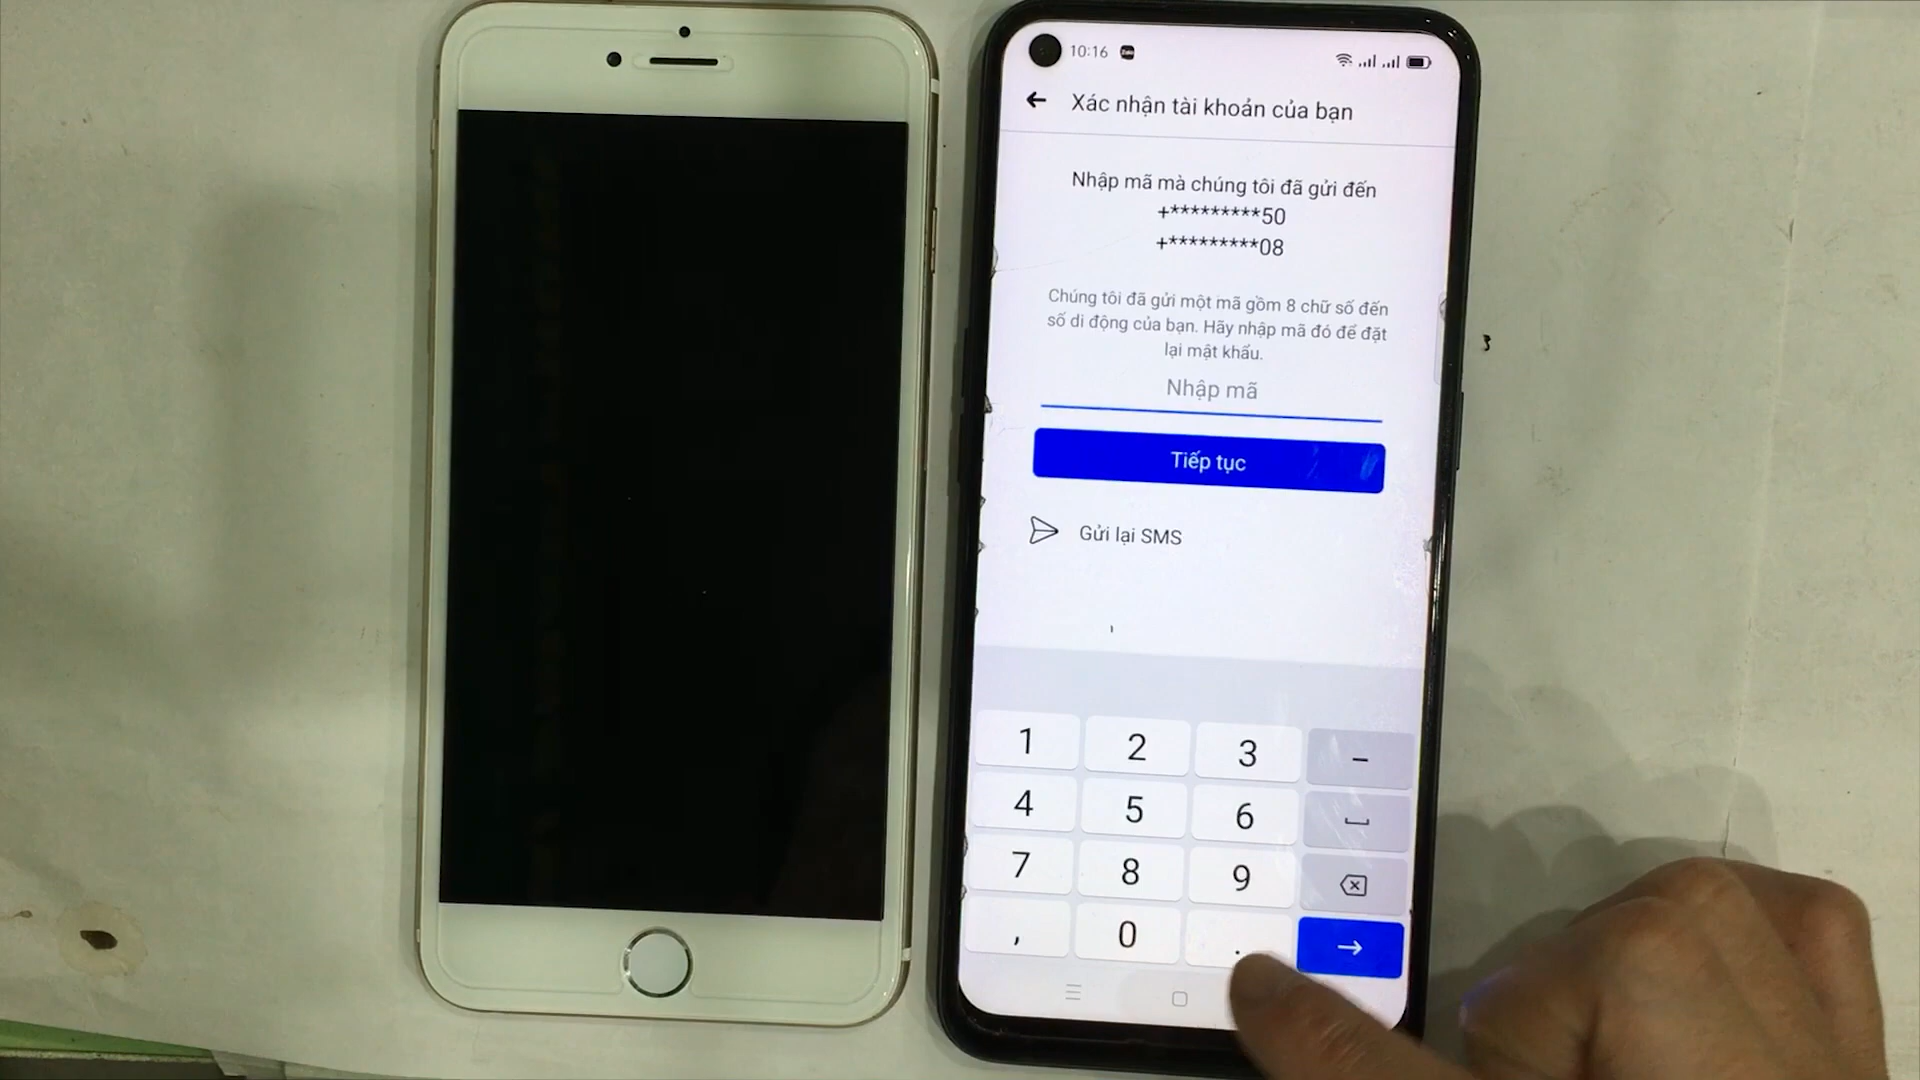 10:16
Xác nhận tài khoản của bạn
Nhập mã mà chúng tôi đã gửi đến
+*********50
+*********08
Chúng tôi đã gửi một mã gồm 8 chữ số đến
số di động của bạn. Hãy nhập mã đó để đặt
lại mật khẩu.
Nhập mã
Tiếp tục
Gửi lại SMS
1 2 3 -
4 5 6
7 8 9
, 0 .